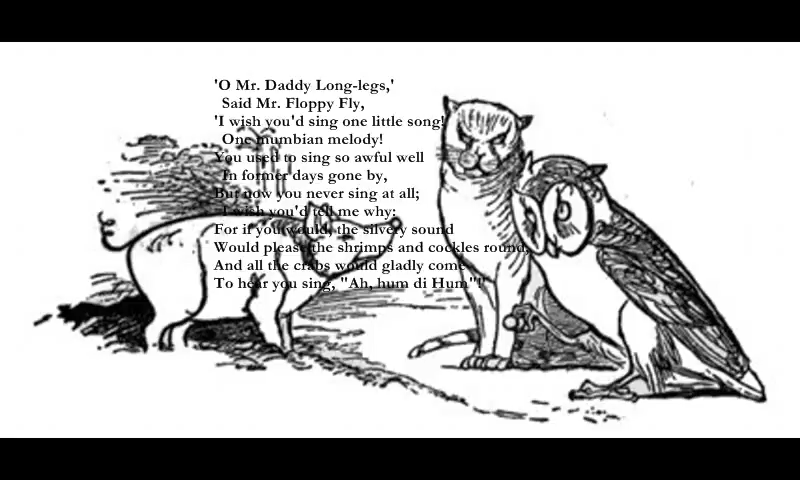 'O Mr. Daddy Long-legs,'
Said Mr. Floppy Fly,
'I wish you'd sing one little song!
One mumbian melody!
You used to sing so awful well
In former days gone by,
But now you never sing at all;
I wish you'd tell me why:
For if you would, the silvery sound
Would please the shrimps and cockles round,
And all the crabs would gladly come
To hear you sing, "Ah, hum di Hum"!'